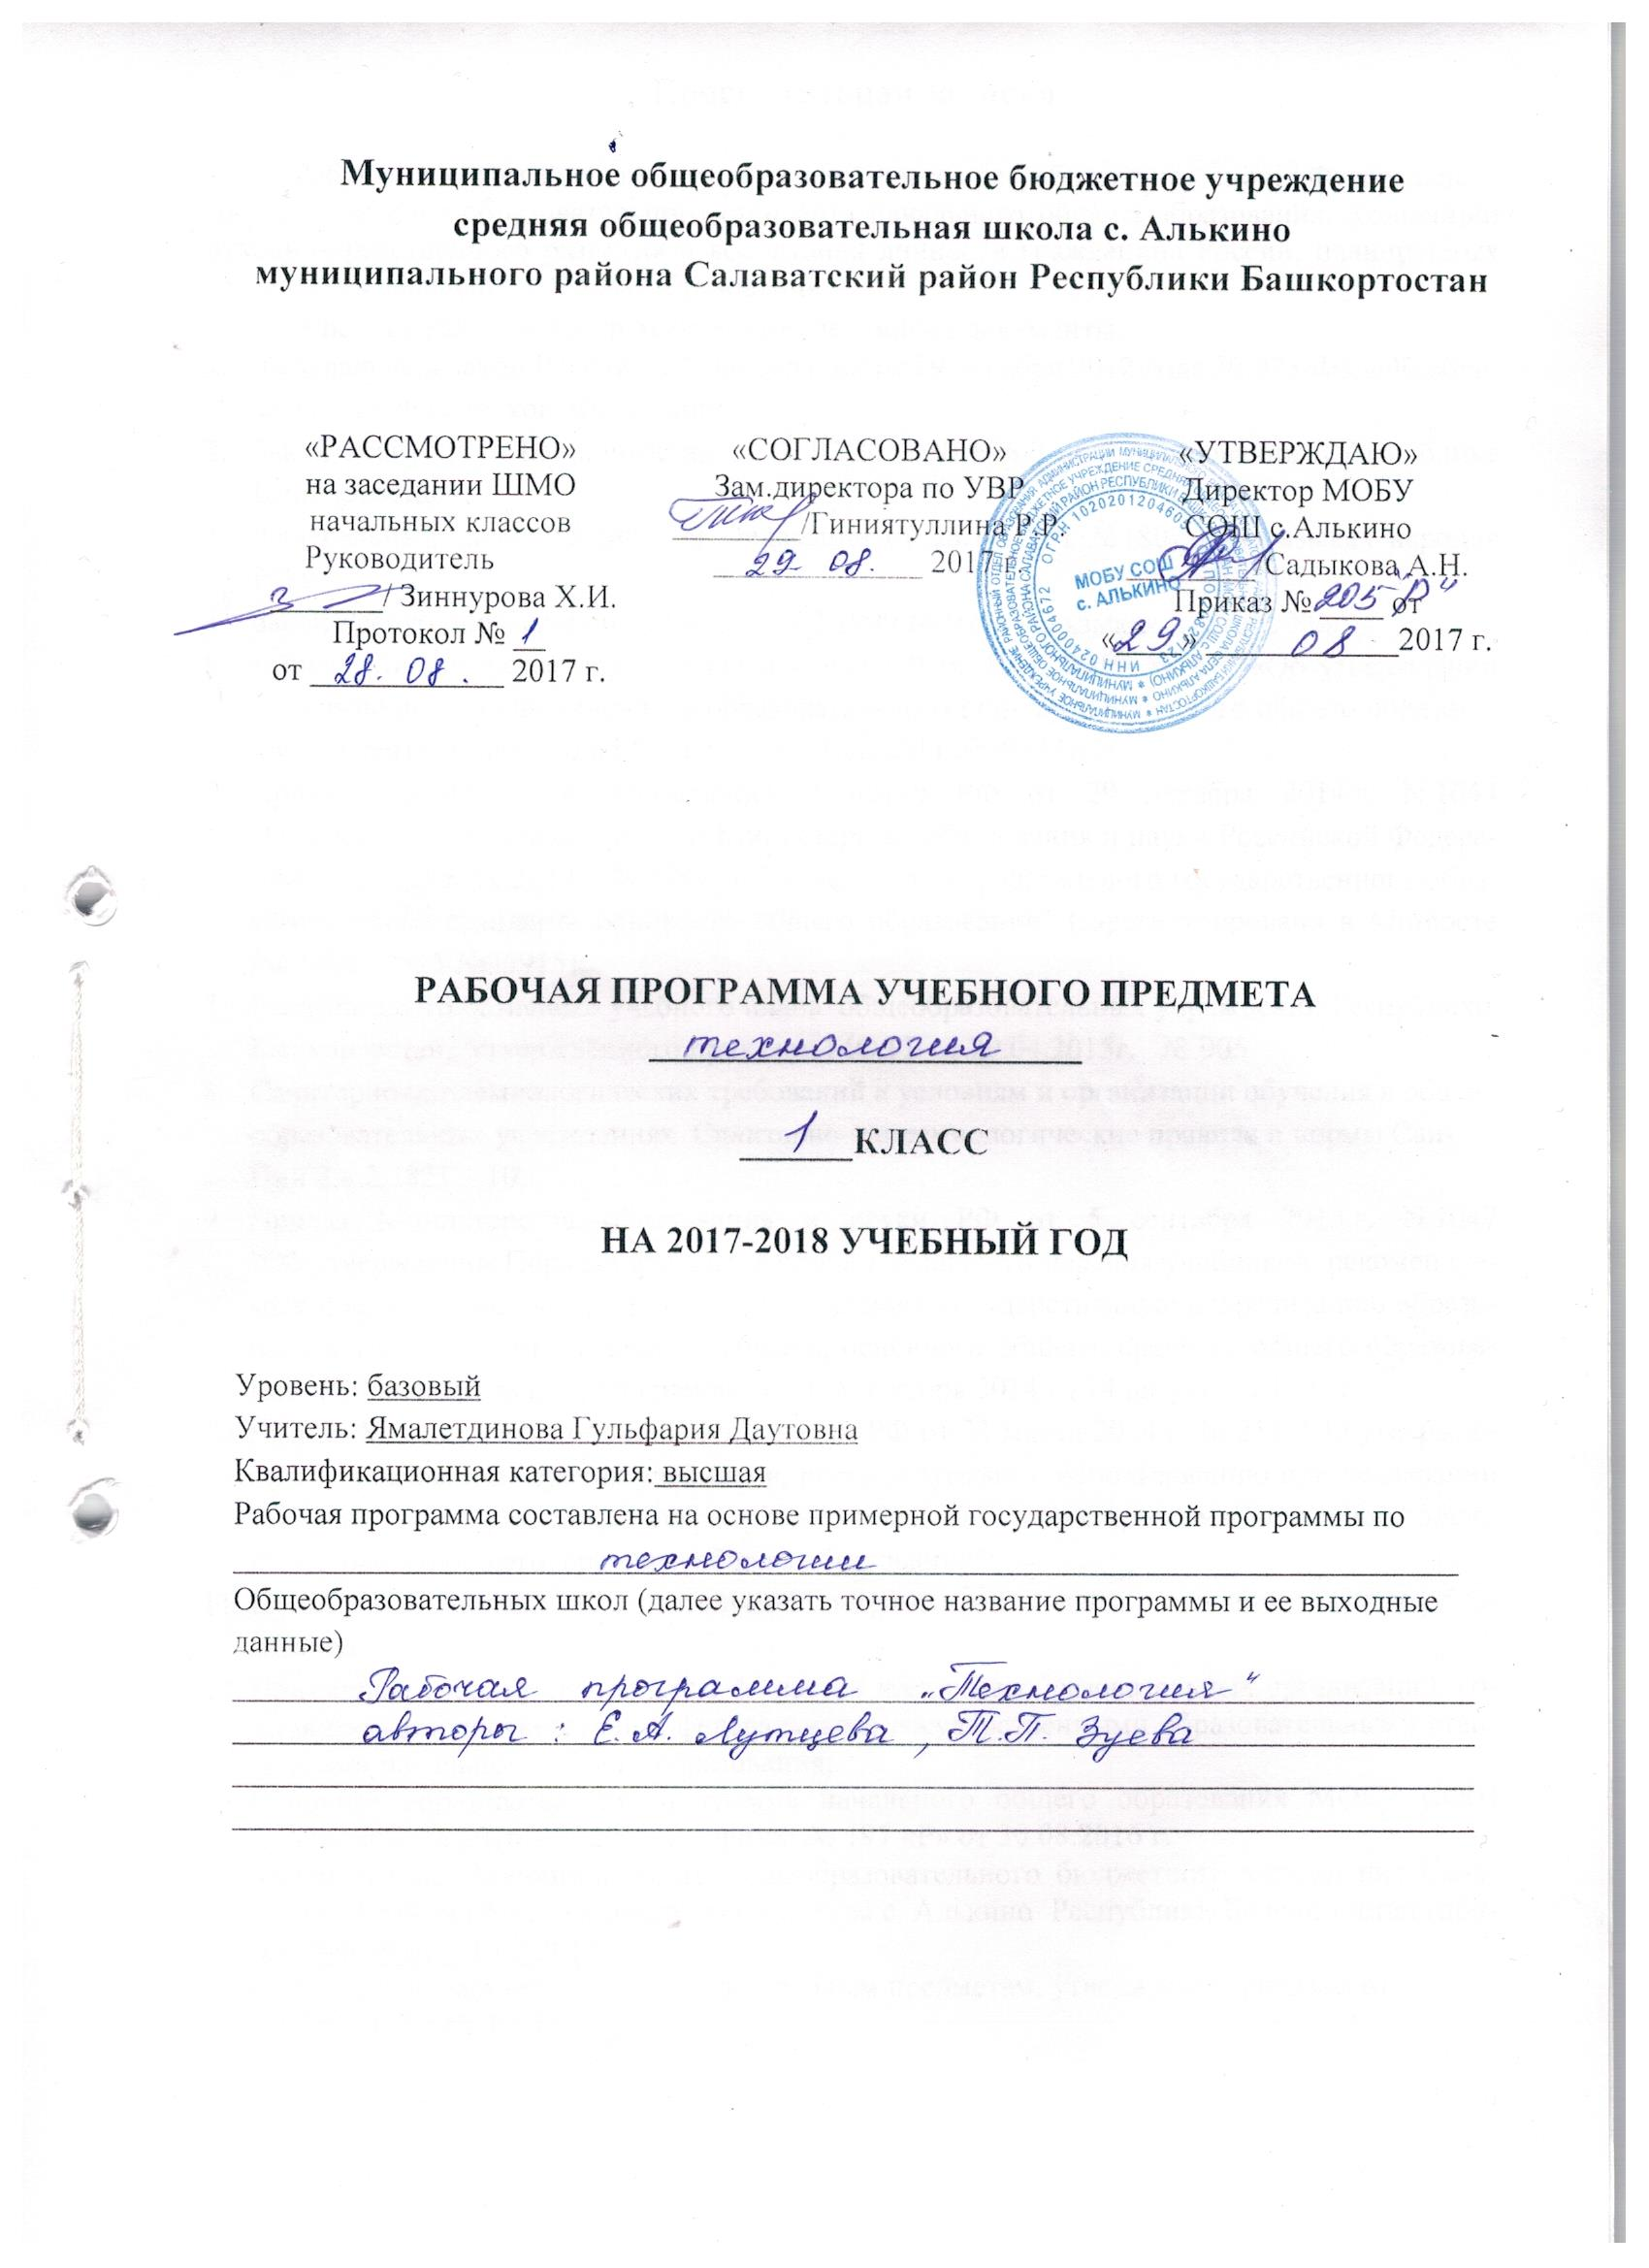 Муниципальное общеобразовательное бюджетное учреждение
средняя общеобразовательная школа с. Алькино
муниципального района Салаватский район Республики Башкортостан
«РАССМОТРЕНО»
на заседании ШМО
начальных классов
Руководитель
/ Зиннурова Х.И.
Протокол № 1
от 28. 08. 2017 г.
«СОГЛАСОВАНО»
Зам.директора по УВР
/Гиниятуллина Р.Р.
29. 08. 2017 г.
«УТВЕРЖДАЮ»
Директор МОБУ
СОШ с.Алькино
/Садыкова А.Н.
Приказ № 205 от
«29» 08 2017 г.
МОБУ СОШ
с. АЛЬКИНО
РАБОЧАЯ ПРОГРАММА УЧЕБНОГО ПРЕДМЕТА
технология
1 КЛАСС
НА 2017-2018 УЧЕБНЫЙ ГОД
Уровень: базовый
Учитель: Ямалетдинова Гульфария Даутовна
Квалификационная категория: высшая
Рабочая программа составлена на основе примерной государственной программы по
технологии
Общеобразовательных школ (далее указать точное название программы и ее выходные
данные)
Рабочая программа „Технология"
авторы : Е.А. Лутцева , Т.П. Зуева